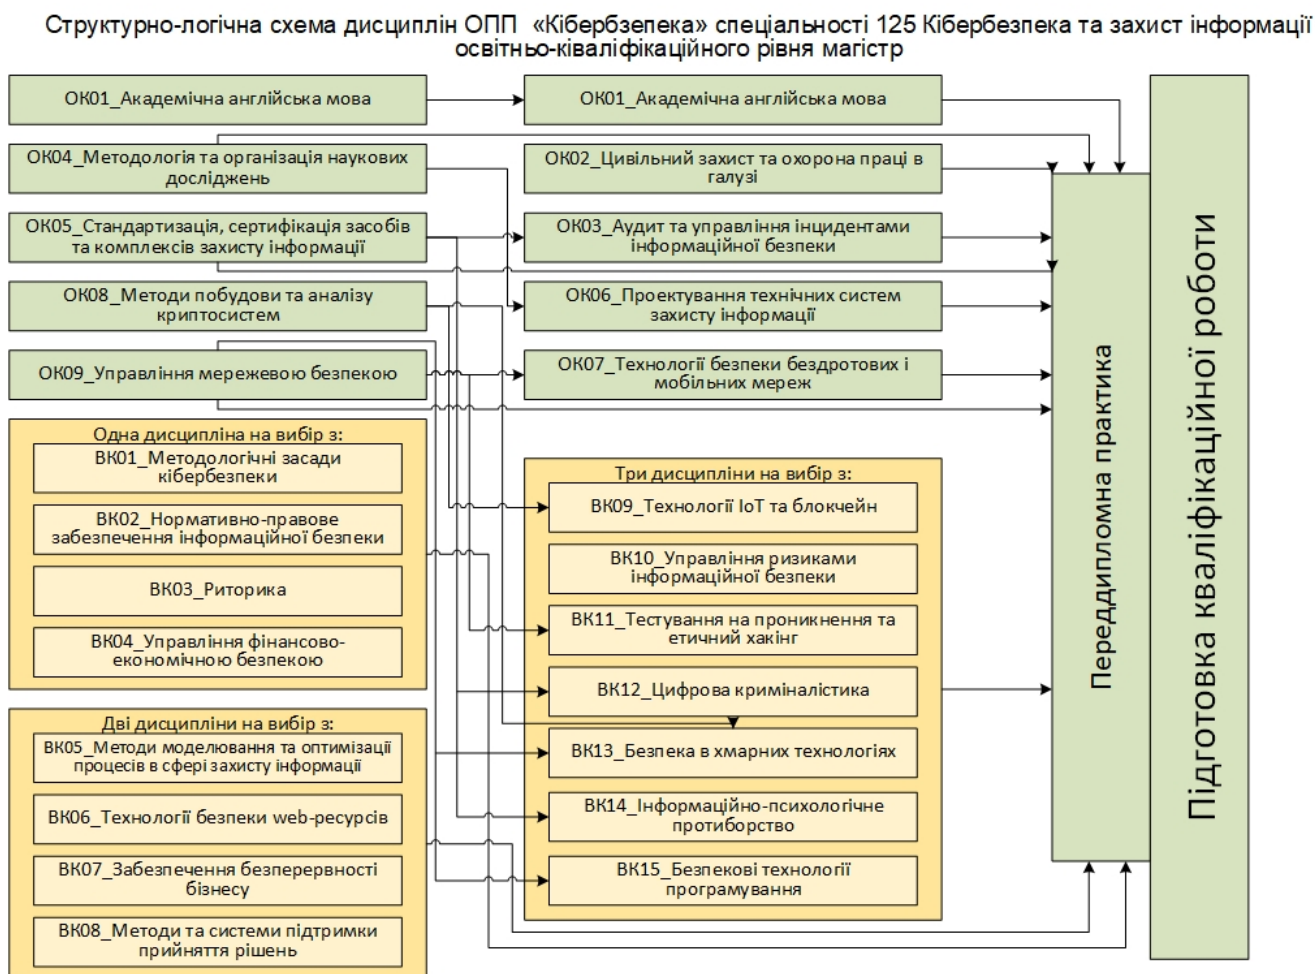 Структурно-логічна схема дисциплін ОПП «Кібербзепека» спеціальності 125 Кібербезпека та захист інформації
освітньо-ківаліфікаційного рівня магістр
ОК01_Академічна англійська мова
ОК04_Методологія та організація наукових
досліджень
ОК05_Стандартизація, сертифікація засобів
та комплексів захисту інформації
ОК08_Методи побудови та аналізу
криптосистем
ОК09_Управління мережевою безпекою
Одна дисципліна на вибір з:
ВК01_Методологічні засади
кібербезпеки
ВК02_Нормативно-правове
забезпечення інформаційної безпеки
ВК03_Риторика
ВК04_Управління фінансово-
економічною безпекою
Дві дисципліни на вибір з:
ВК05_Методи моделювання та оптимізації
процесів в сфері захисту інформації
ВК06_Технології безпеки web-ресурсів
ВК07_Забезпечення безперервності
бізнесу
ВК08_Методи та системи підтримки
прийняття рішень
ОК01_Академічна англійська мова
ОК02_Цивільний захист та охорона праці в
галузі
ОК03_Аудит та управління інцидентами
інформаційної безпеки
ОК06_Проектування технічних систем
захисту інформації
ОК07_Технології безпеки бездротових і
мобільних мереж
Три дисципліни на вибір з:
ВК09_Технології IoT та блокчейн
ВК10_Управління ризиками
інформаційної безпеки
ВК11_Тестування на проникнення та
етичний хакінг
ВК12_Цифрова криміналістика
ВК13_Безпека в хмарних технологіях
ВК14_Інформаційно-психологічне
протиборство
ВК15_Безпекові технології
програмування
Переддипломна практика
Підготовка кваліфікаційної роботи